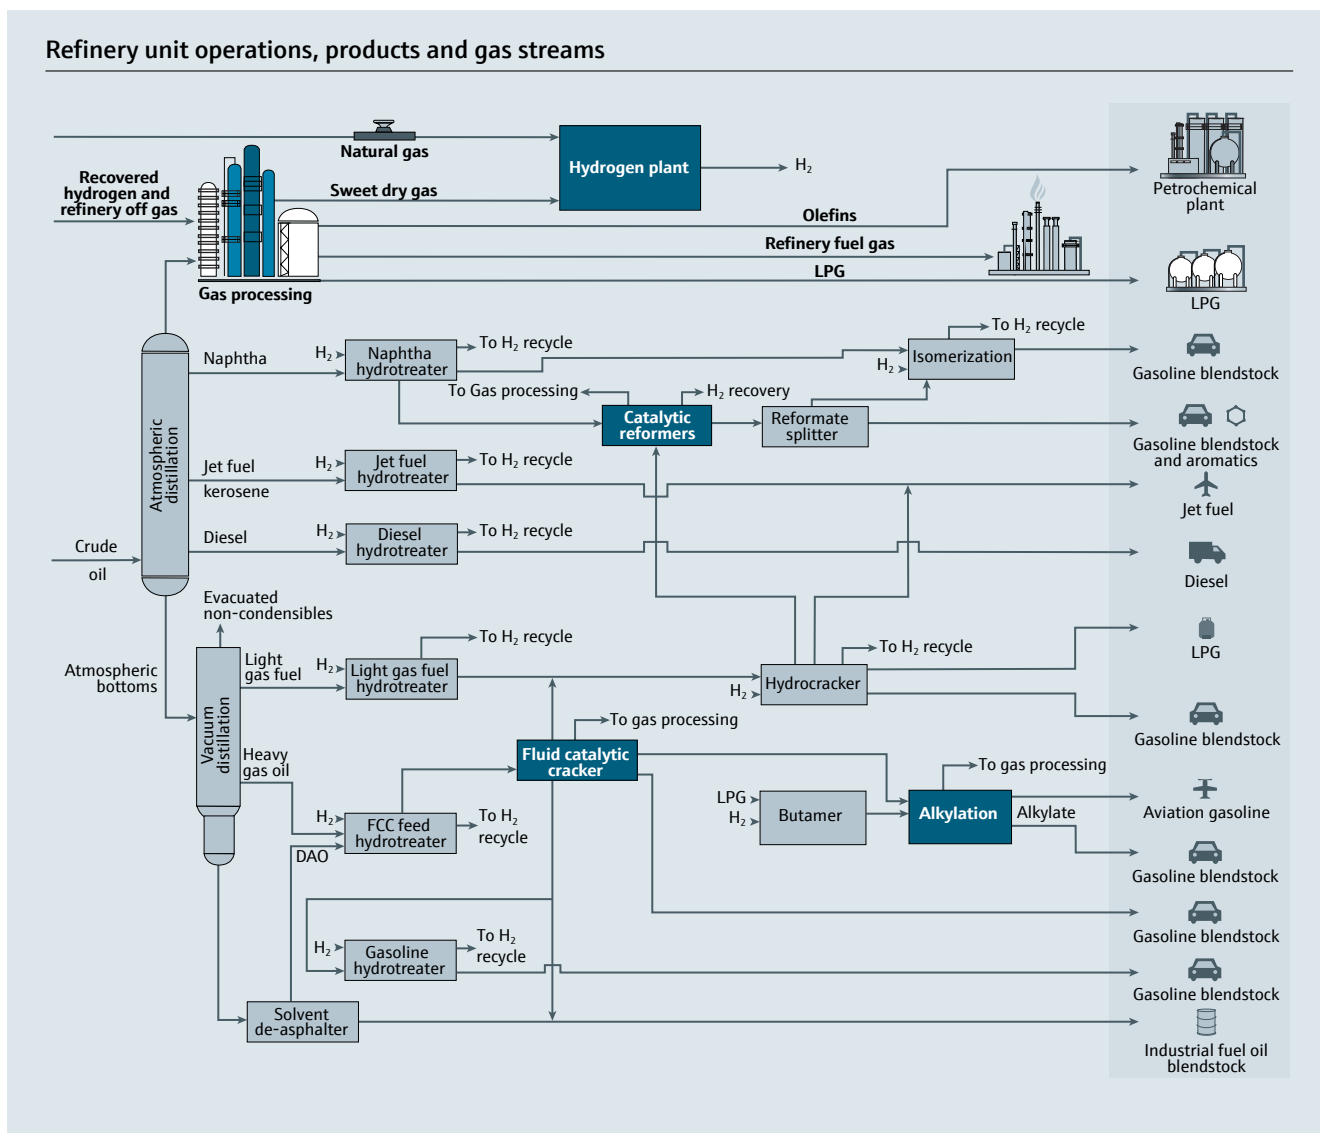 Refinery unit operations, products and gas streams
Natural gas
Hydrogen plant
H₂
Recovered
hydrogen and
refinery off gas
Sweet dry gas
Olefins
Refinery fuel gas
LPG
Gas processing
Petrochemical
plant
LPG
Naphtha
H₂
Naphtha
hydrotreater
To H₂ recycle
To H₂ recycle
Isomerization
H₂
Gasoline blendstock
To Gas processing
H₂ recovery
Catalytic
reformers
Reformate
splitter
Gasoline blendstock
and aromatics
Atmospheric
distillation
Jet fuel
kerosene
H₂
Jet fuel
hydrotreater
To H₂ recycle
Jet fuel
Crude
oil
Diesel
H₂
Diesel
hydrotreater
To H₂ recycle
Diesel
Evacuated
non-condensibles
Atmospheric
bottoms
Vacuum
distillation
Light
gas fuel
H₂
Light gas fuel
hydrotreater
To H₂ recycle
To H₂ recycle
H₂
Hydrocracker
LPG
Gasoline blendstock
To gas processing
Fluid catalytic
cracker
Heavy
gas oil
H₂
FCC feed
hydrotreater
To H₂
recycle
DAO
LPG
H₂
Butamer
To gas processing
Alkylation
Alkylate
Aviation gasoline
Gasoline blendstock
Gasoline blendstock
H₂
Gasoline
hydrotreater
To H₂
recycle
Gasoline blendstock
Solvent
de-asphalter
Industrial fuel oil
blendstock